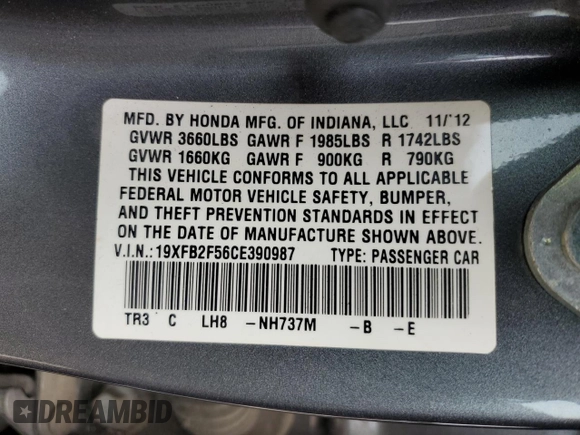 MFD. BY HONDA MFG. OF INDIANA, LLC 11/'12
GVWR 3660LBS GAWR F 1985LBS R 1742LBS
GVWR 1660KG GAWR F 900KG R 790KG
THIS VEHICLE CONFORMS TO ALL APPLICABLE
FEDERAL MOTOR VEHICLE SAFETY, BUMPER,
AND THEFT PREVENTION STANDARDS IN EFFECT
ON THE DATE OF MANUFACTURE SHOWN ABOVE.
V.I.N.: 19XFB2F56CE390987 TYPE: PASSENGER CAR
TR3 C LH8 -NH737M -B -E
DREAMBID